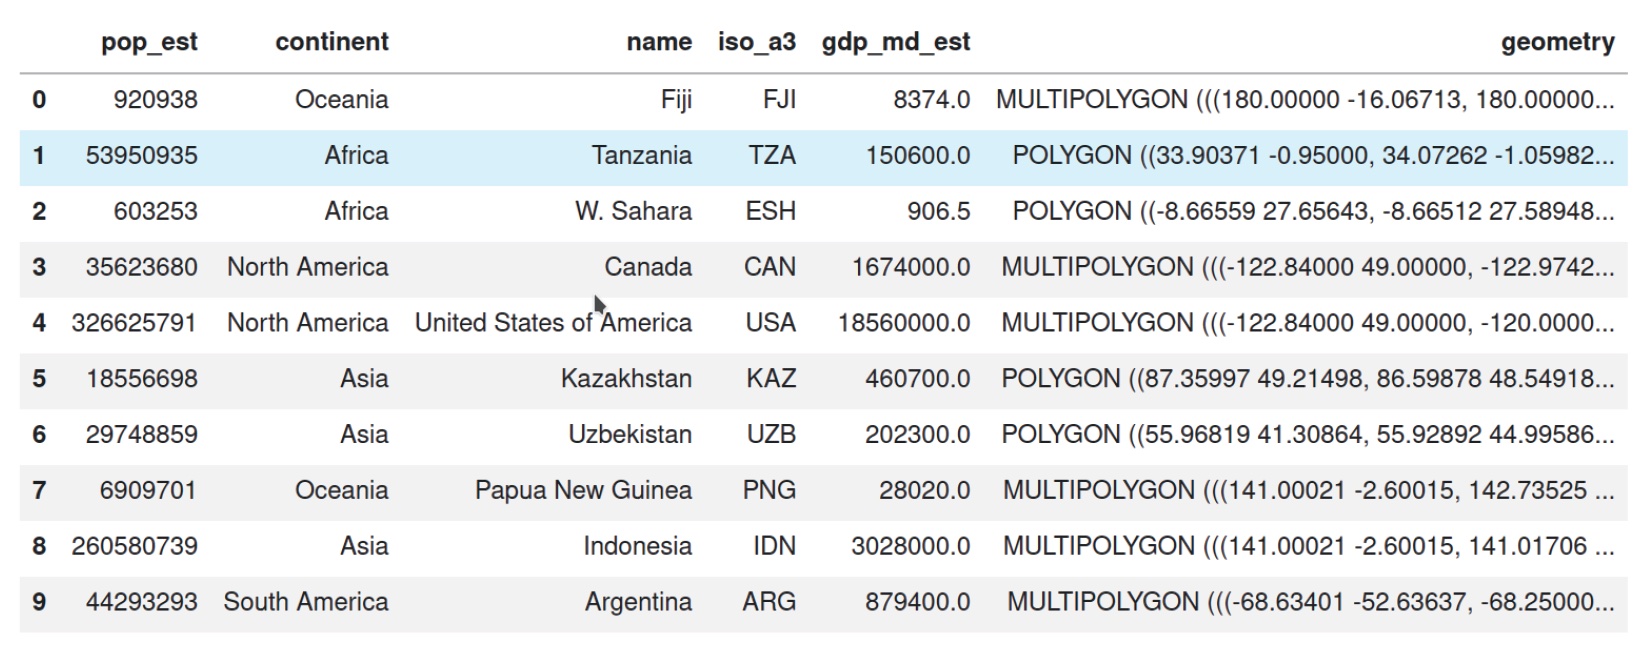 pop_est continent name iso_a3 gdp_md_est geometry
0 920938 Oceania Fiji FJI 8374.0 MULTIPOLYGON (((180.00000 -16.06713, 180.00000...
1 53950935 Africa Tanzania TZA 150600.0 POLYGON ((33.90371 -0.95000, 34.07262 -1.05982...
2 603253 Africa W. Sahara ESH 906.5 POLYGON ((-8.66559 27.65643, -8.66512 27.58948...
3 35623680 North America Canada CAN 1674000.0 MULTIPOLYGON (((-122.84000 49.00000, -122.9742...
4 326625791 North America United States of America USA 18560000.0 MULTIPOLYGON (((-122.84000 49.00000, -120.0000...
5 18556698 Asia Kazakhstan KAZ 460700.0 POLYGON ((87.35997 49.21498, 86.59878 48.54918...
6 29748859 Asia Uzbekistan UZB 202300.0 POLYGON ((55.96819 41.30864, 55.92892 44.99586...
7 6909701 Oceania Papua New Guinea PNG 28020.0 MULTIPOLYGON (((141.00021 -2.60015, 142.73525 ...
8 260580739 Asia Indonesia IDN 3028000.0 MULTIPOLYGON (((141.00021 -2.60015, 141.01706 ...
9 44293293 South America Argentina ARG 879400.0 MULTIPOLYGON (((-68.63401 -52.63637, -68.25000...